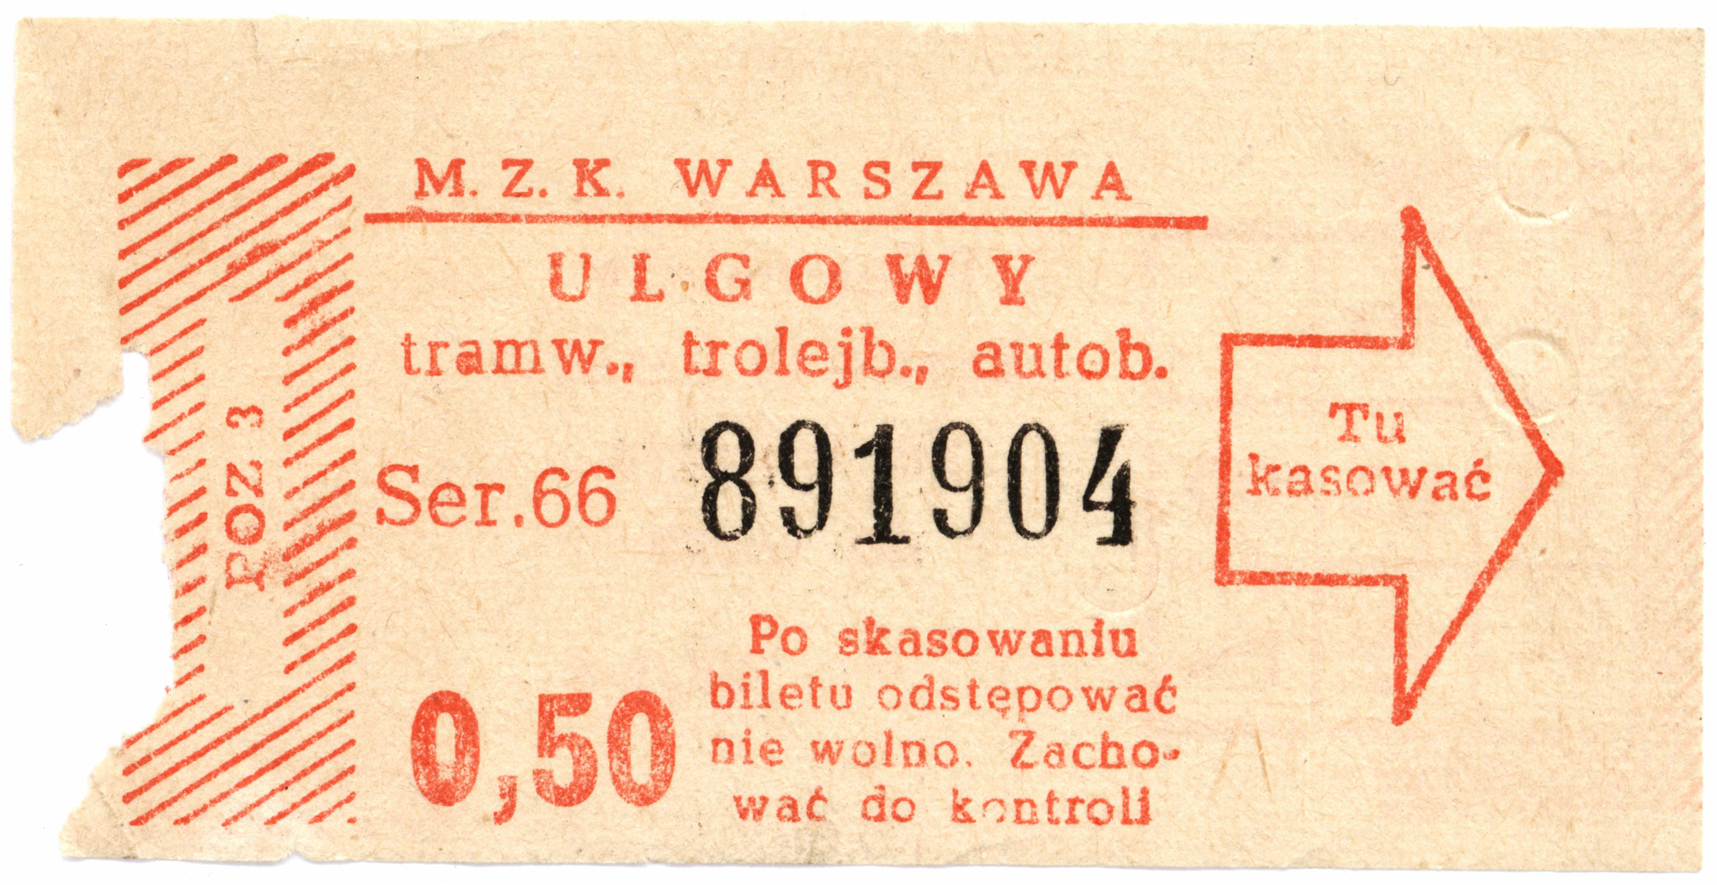 M. Z. K. WARSZAWA
ULGOWY
tramw., trolejb., autob.
Ser.66 891904
Tu
kasować
POZ 3
0,50
Po skasowaniu
biletu odstępować
nie wolno. Zacho-
wać do kontroli